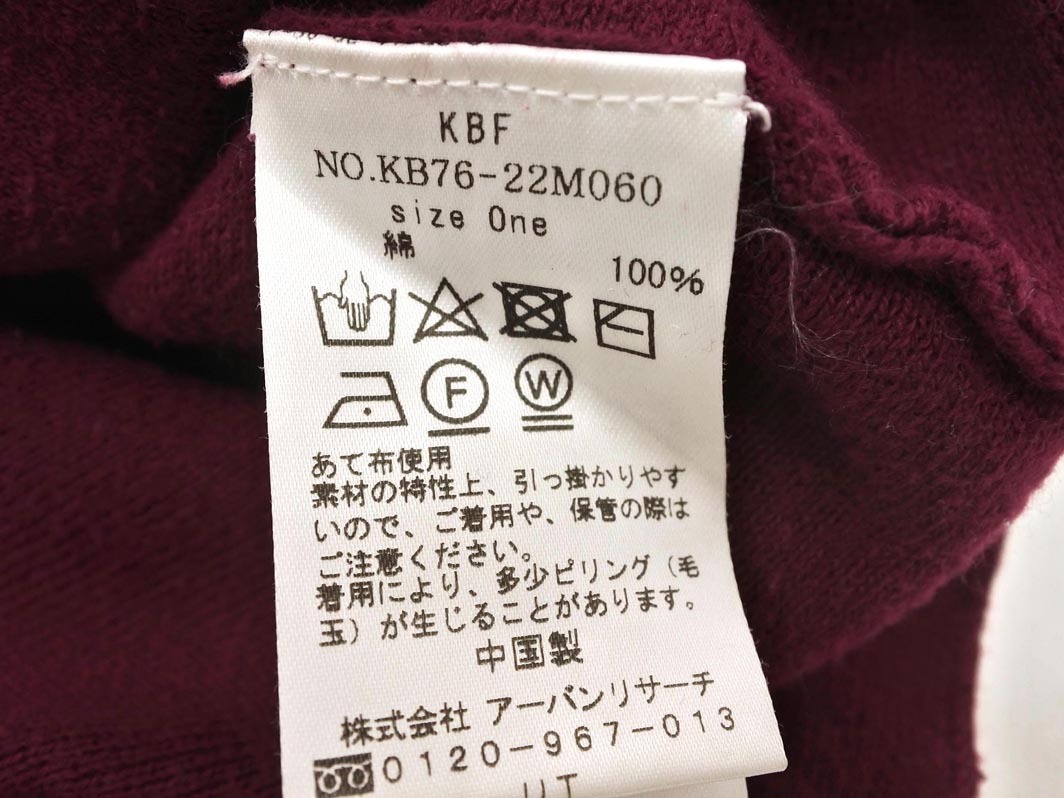 KBF
NO.KB76-22M060
size One
綿
100%
F W
あて布使用
素材の特性上、引っ掛かりやす
いので、ご着用や、保管の際は
ご注意ください。
着用により、多少ピリング（毛
玉）が生じることがあります。
中国製
株式会社 アーバンリサーチ
0120-967-013